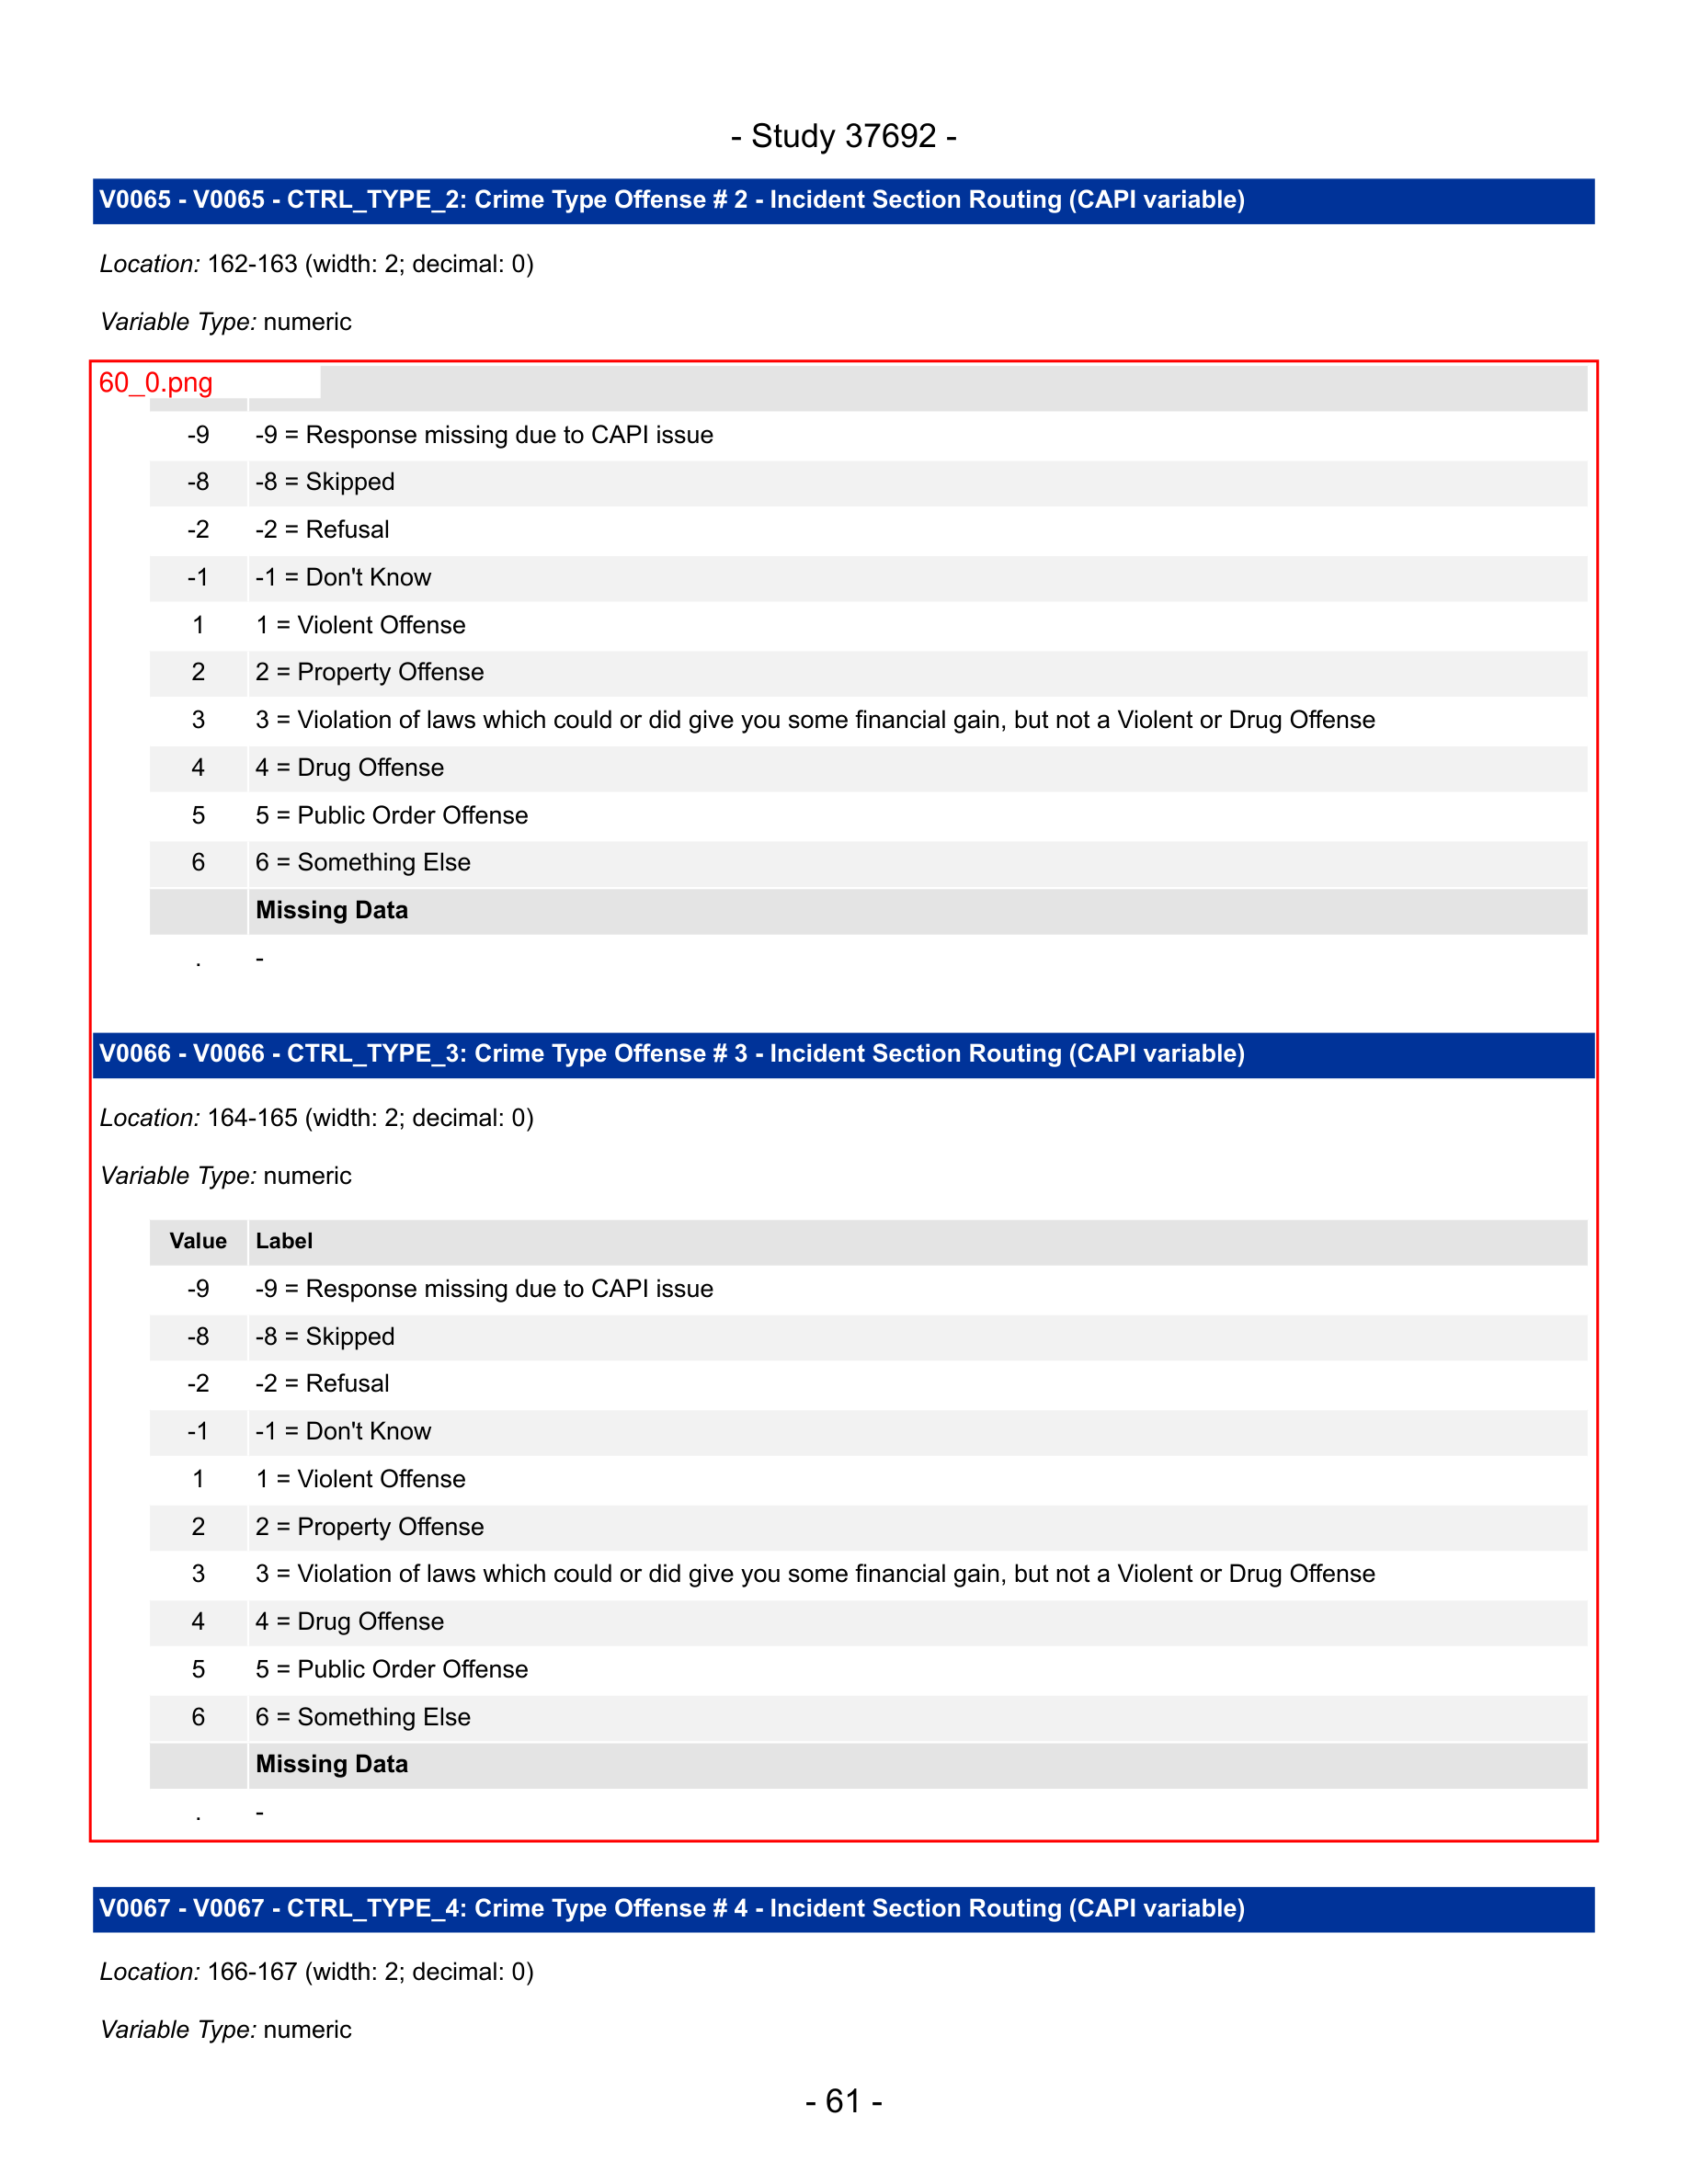 - Study 37692 -
V0065 - V0065 - CTRL_TYPE_2: Crime Type Offense # 2 - Incident Section Routing (CAPI variable)
Location: 162-163 (width: 2; decimal: 0)
Variable Type: numeric
60_0.png
-9 -9 = Response missing due to CAPI issue
-8 -8 = Skipped
-2 -2 = Refusal
-1 -1 = Don't Know
1 1 = Violent Offense
2 2 = Property Offense
3 3 = Violation of laws which could or did give you some financial gain, but not a Violent or Drug Offense
4 4 = Drug Offense
5 5 = Public Order Offense
6 6 = Something Else
Missing Data
. -
V0066 - V0066 - CTRL_TYPE_3: Crime Type Offense # 3 - Incident Section Routing (CAPI variable)
Location: 164-165 (width: 2; decimal: 0)
Variable Type: numeric
Value Label
-9 -9 = Response missing due to CAPI issue
-8 -8 = Skipped
-2 -2 = Refusal
-1 -1 = Don't Know
1 1 = Violent Offense
2 2 = Property Offense
3 3 = Violation of laws which could or did give you some financial gain, but not a Violent or Drug Offense
4 4 = Drug Offense
5 5 = Public Order Offense
6 6 = Something Else
Missing Data
. -
V0067 - V0067 - CTRL_TYPE_4: Crime Type Offense # 4 - Incident Section Routing (CAPI variable)
Location: 166-167 (width: 2; decimal: 0)
Variable Type: numeric
- 61 -